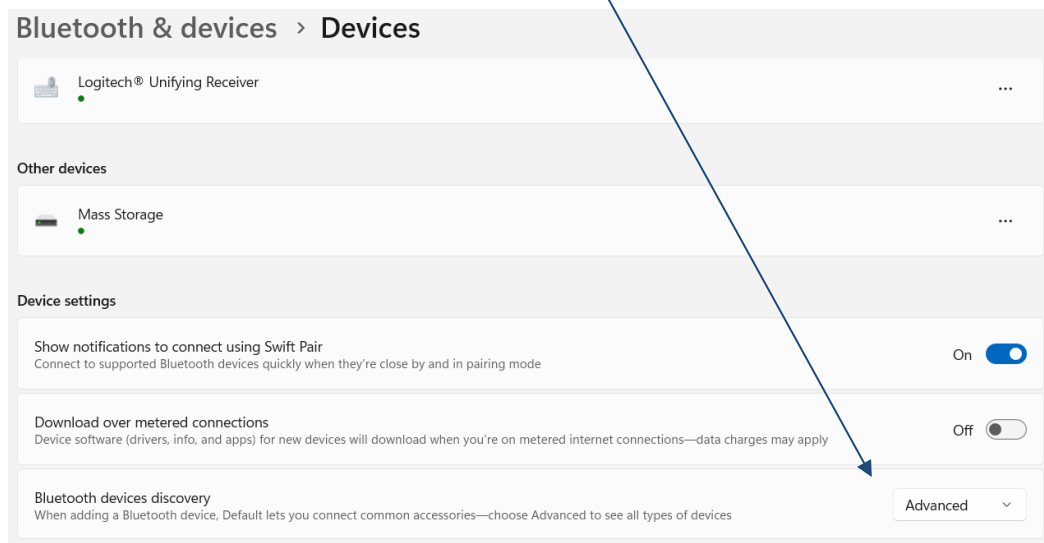 Bluetooth & devices > Devices
Logitech® Unifying Receiver
Other devices
Mass Storage
Device settings
Show notifications to connect using Swift Pair
Connect to supported Bluetooth devices quickly when they're close by and in pairing mode
On
Download over metered connections
Device software (drivers, info, and apps) for new devices will download when you're on metered internet connections—data charges may apply
Off
Bluetooth devices discovery
When adding a Bluetooth device, Default lets you connect common accessories—choose Advanced to see all types of devices
Advanced